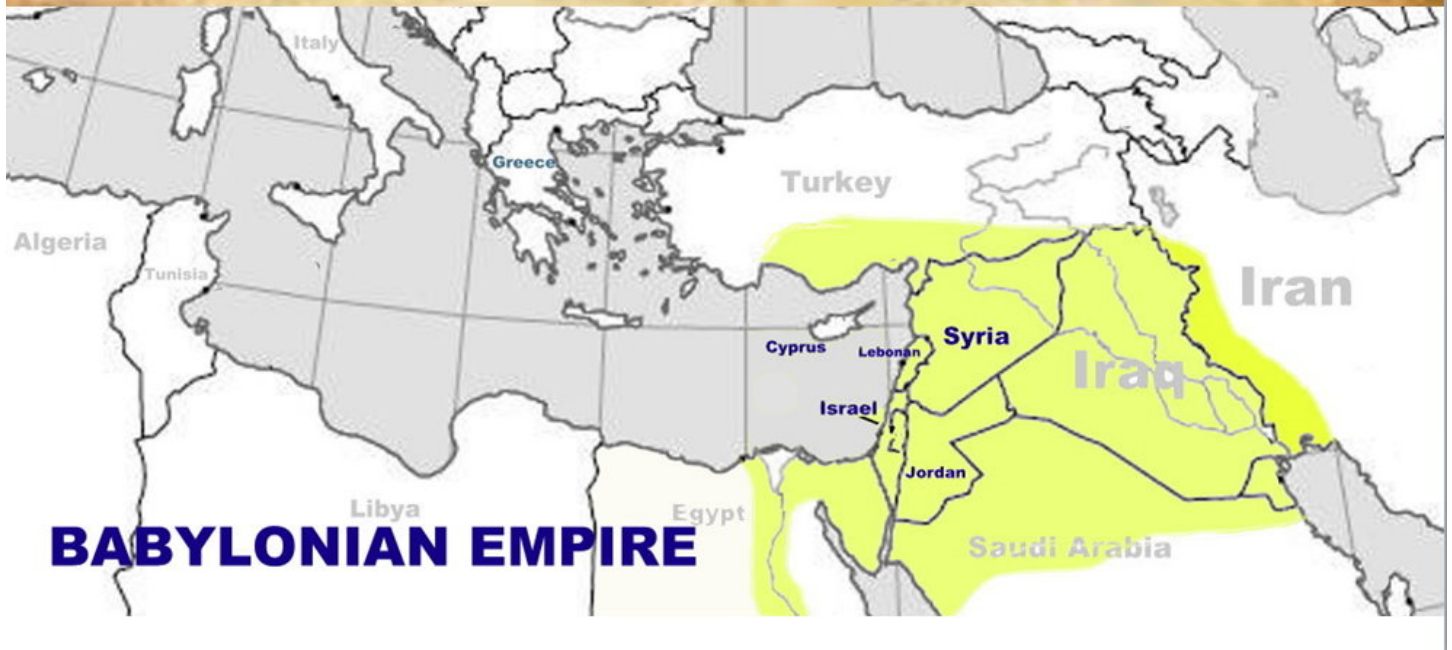 Italy
Greece
Turkey
Algeria
Tunisia
Iran
Cyprus
Lebonan
Syria
Iraq
Israel
Jordan
Libya
Egypt
BABYLONIAN EMPIRE
Saudi Arabia